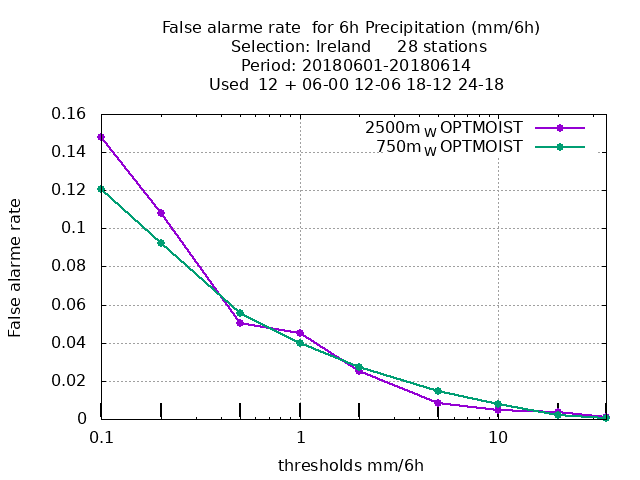 False alarme rate  for 6h Precipitation (mm/6h)
Selection: Ireland     28 stations
Period: 20180601-20180614
Used  12 + 06-00 12-06 18-12 24-18
0.16
0.14
0.12
0.1
0.08
0.06
0.04
0.02
0
False alarme rate
2500m W OPTMOIST
750m W OPTMOIST
0.1
1
10
thresholds mm/6h